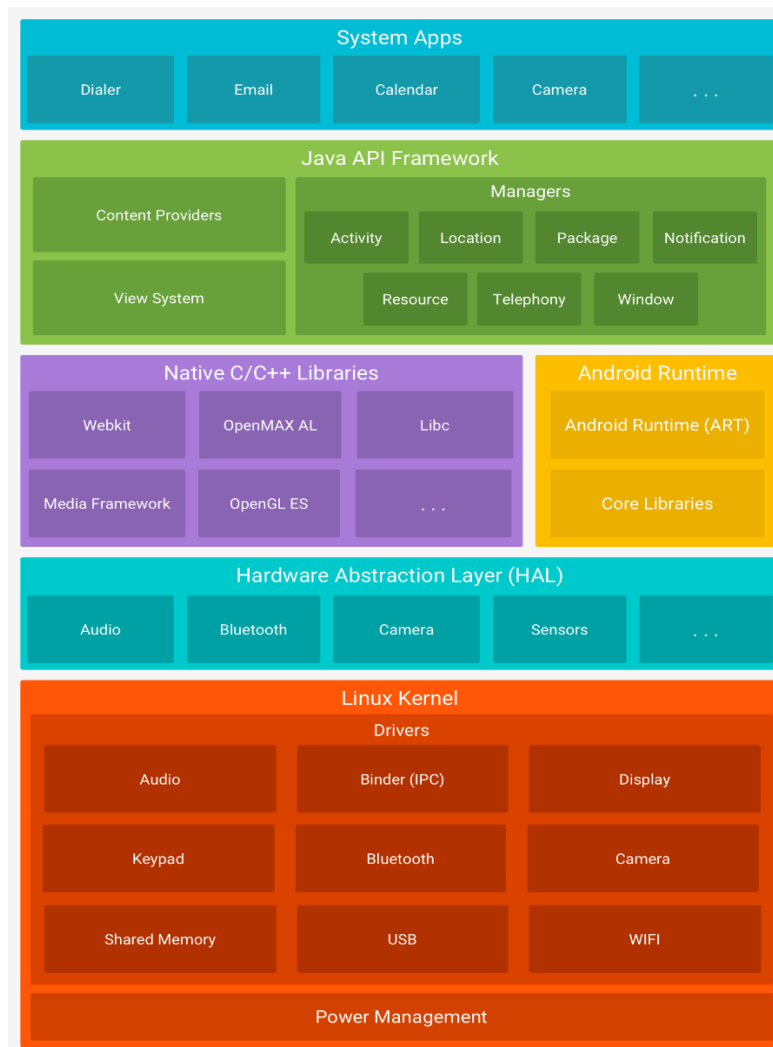 System Apps
Dialer
Email
Calendar
Camera
. . .
Java API Framework
Content Providers
View System
Managers
Activity
Location
Package
Notification
Resource
Telephony
Window
Native C/C++ Libraries
Webkit
OpenMAX AL
Libc
Media Framework
OpenGL ES
. . .
Android Runtime
Android Runtime (ART)
Core Libraries
Hardware Abstraction Layer (HAL)
Audio
Bluetooth
Camera
Sensors
. . .
Linux Kernel
Drivers
Audio
Binder (IPC)
Display
Keypad
Bluetooth
Camera
Shared Memory
USB
WIFI
Power Management